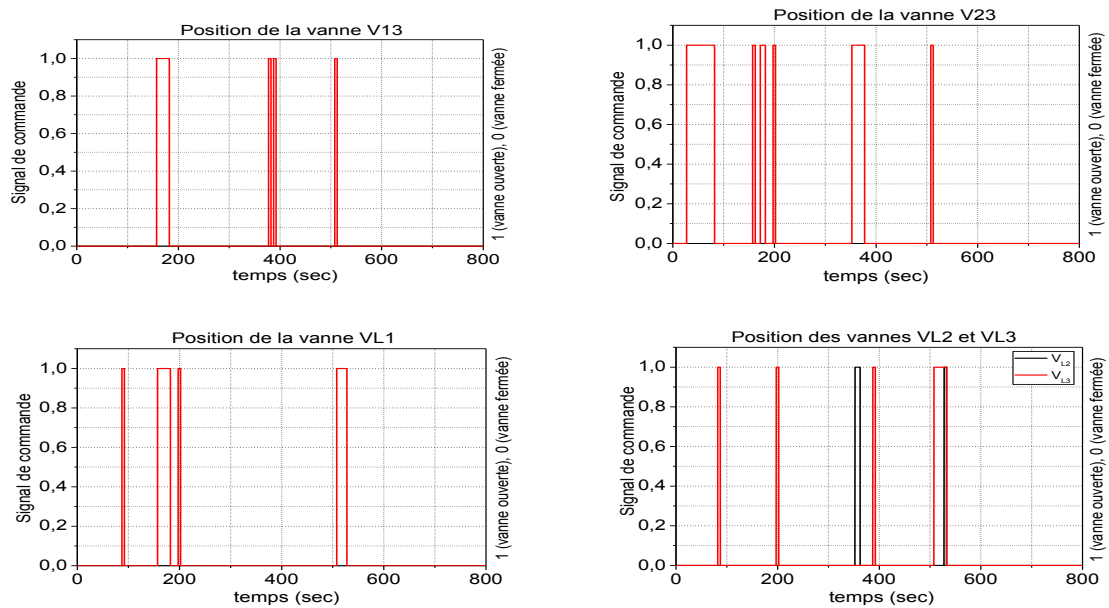 Position de la vanne V13
Signal de commande
1,0
0,8
0,6
0,4
0,2
0,0
0 200 400 600 800
temps (sec)
1 (vanne ouverte), 0 (vanne fermée)
Position de la vanne V23
Signal de commande
1,0
0,8
0,6
0,4
0,2
0,0
0 200 400 600 800
temps (sec)
1 (vanne ouverte), 0 (vanne fermée)
Position de la vanne VL1
Signal de commande
1,0
0,8
0,6
0,4
0,2
0,0
0 200 400 600 800
temps (sec)
1 (vanne ouverte), 0 (vanne fermée)
Position des vannes VL2 et VL3
Signal de commande
1,0
0,8
0,6
0,4
0,2
0,0
0 200 400 600 800
temps (sec)
1 (vanne ouverte), 0 (vanne fermée)
VL2
VL3